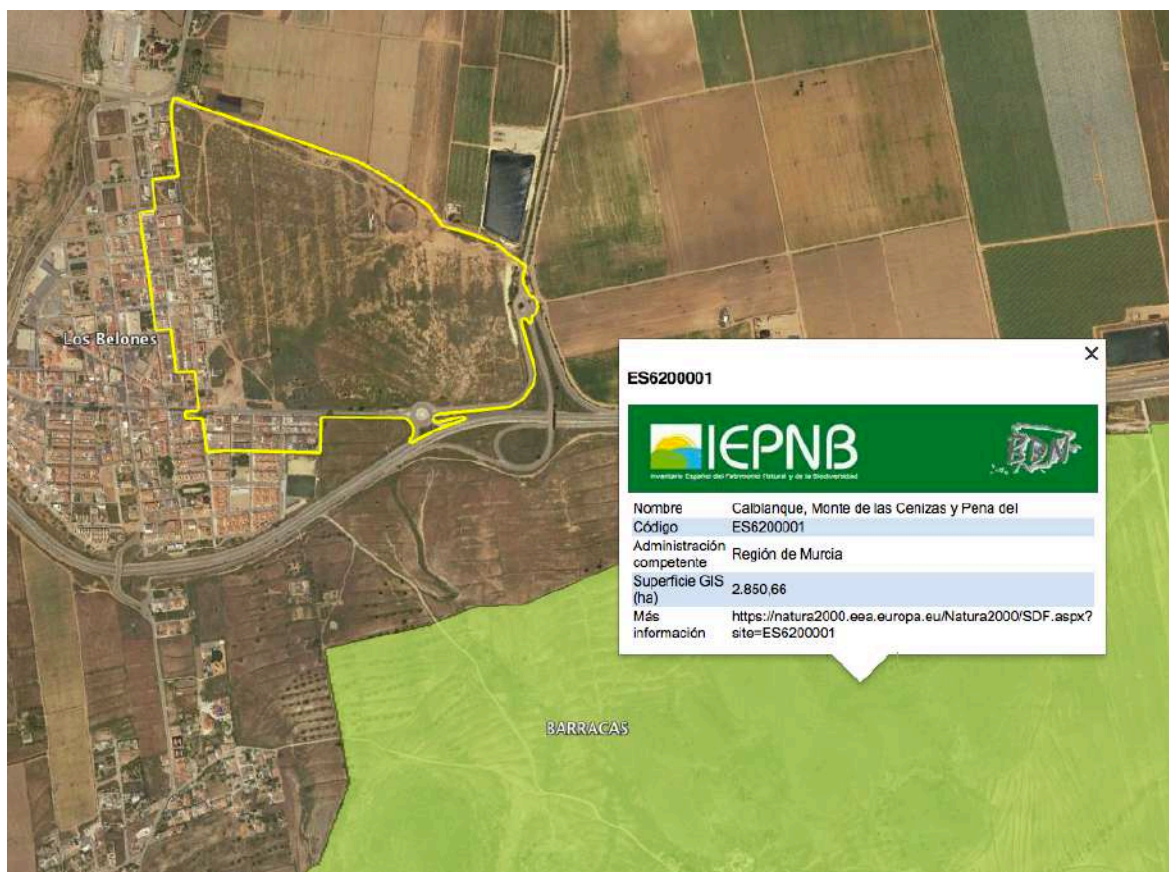 Los Belones
ES6200001
IEPNB
Inventario Español del Patrimonio Natural y de la Biodiversidad
BDN
Nombre Calblanque, Monte de las Cenizas y Pena del
Código ES6200001
Administración competente Región de Murcia
Superficie GIS (ha) 2.850,66
Más información https://natura2000.eea.europa.eu/Natura2000/SDF.aspx?site=ES6200001
BARRACAS